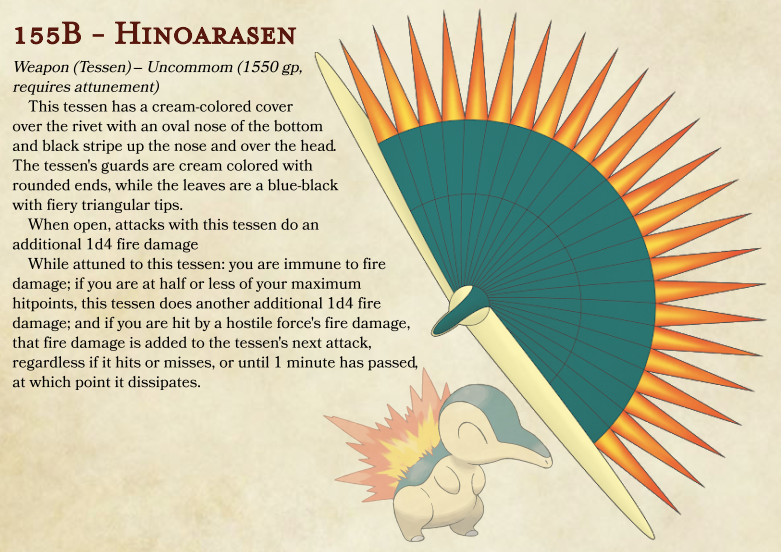 155B – Hinoarasen
Weapon (Tessen) – Uncommom (1550 gp,
requires attunement)
This tessen has a cream-colored cover
over the rivet with an oval nose of the bottom
and black stripe up the nose and over the head.
The tessen's guards are cream colored with
rounded ends, while the leaves are a blue-black
with fiery triangular tips.
When open, attacks with this tessen do an
additional 1d4 fire damage
While attuned to this tessen: you are immune to fire
damage; if you are at half or less of your maximum
hitpoints, this tessen does another additional 1d4 fire
damage; and if you are hit by a hostile force's fire damage,
that fire damage is added to the tessen's next attack,
regardless if it hits or misses, or until 1 minute has passed,
at which point it dissipates.